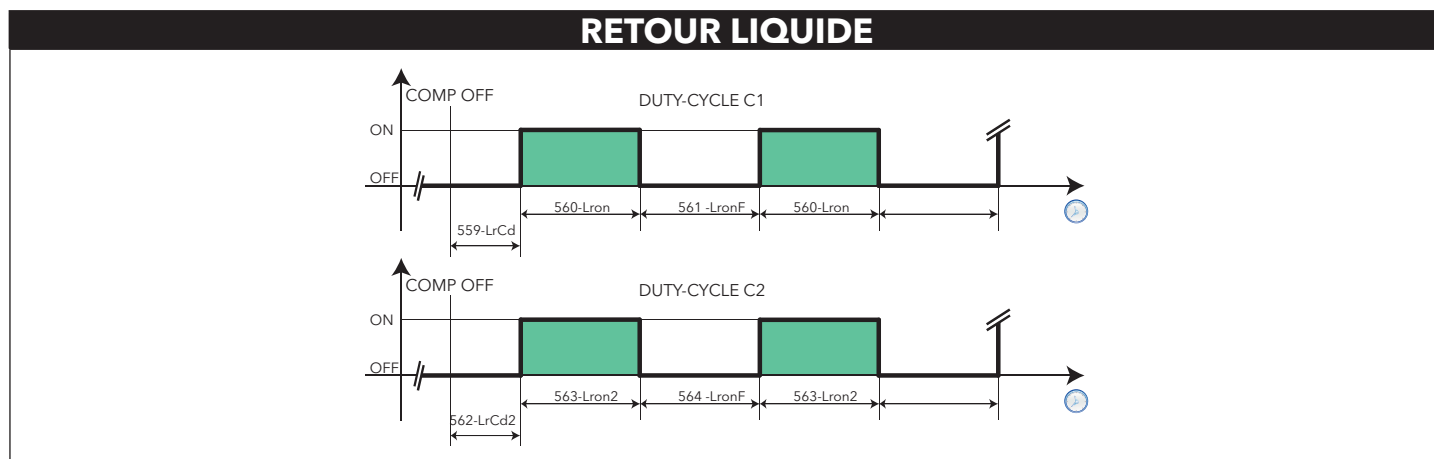 RETOUR LIQUIDE
COMP OFF
DUTY-CYCLE C1
ON
OFF
560-Lron
561 -LronF
560-Lron
559-LrCd
COMP OFF
DUTY-CYCLE C2
ON
OFF
563-Lron2
564 -LronF
563-Lron2
562-LrCd2